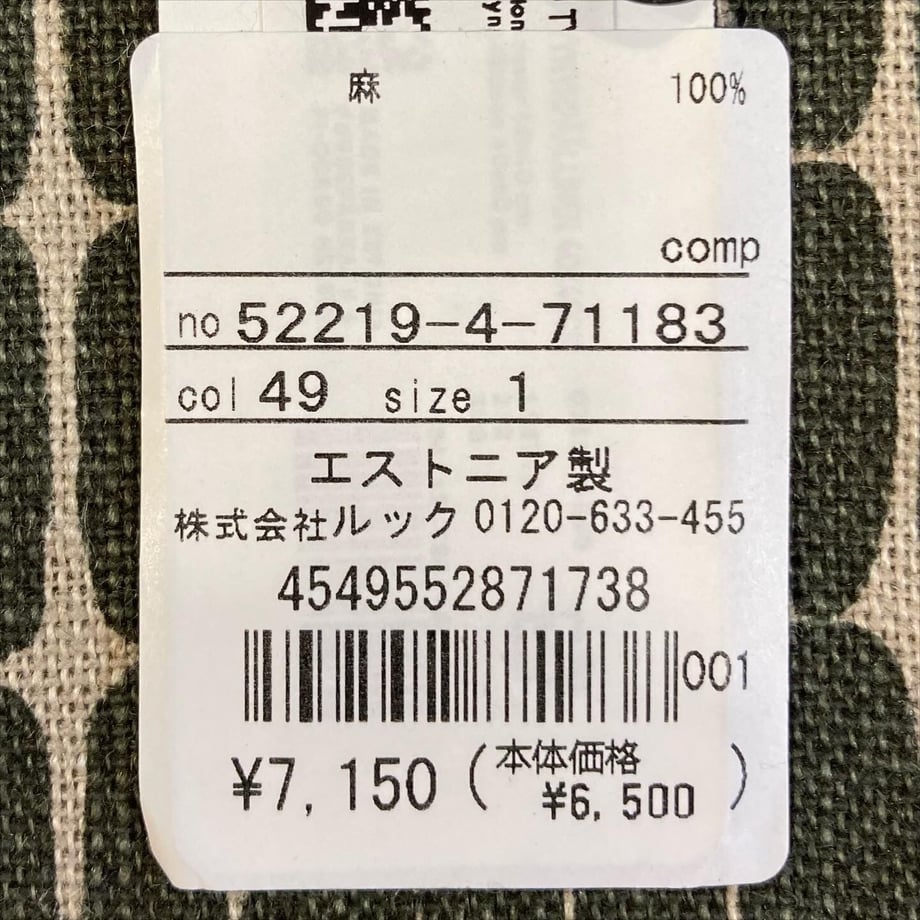 麻 100%
comp
no 52219-4-71183
col 49 size 1
エストニア製
株式会社ルック 0120-633-455
4549552871738
001
¥7,150 (本体価格 ¥6,500 )